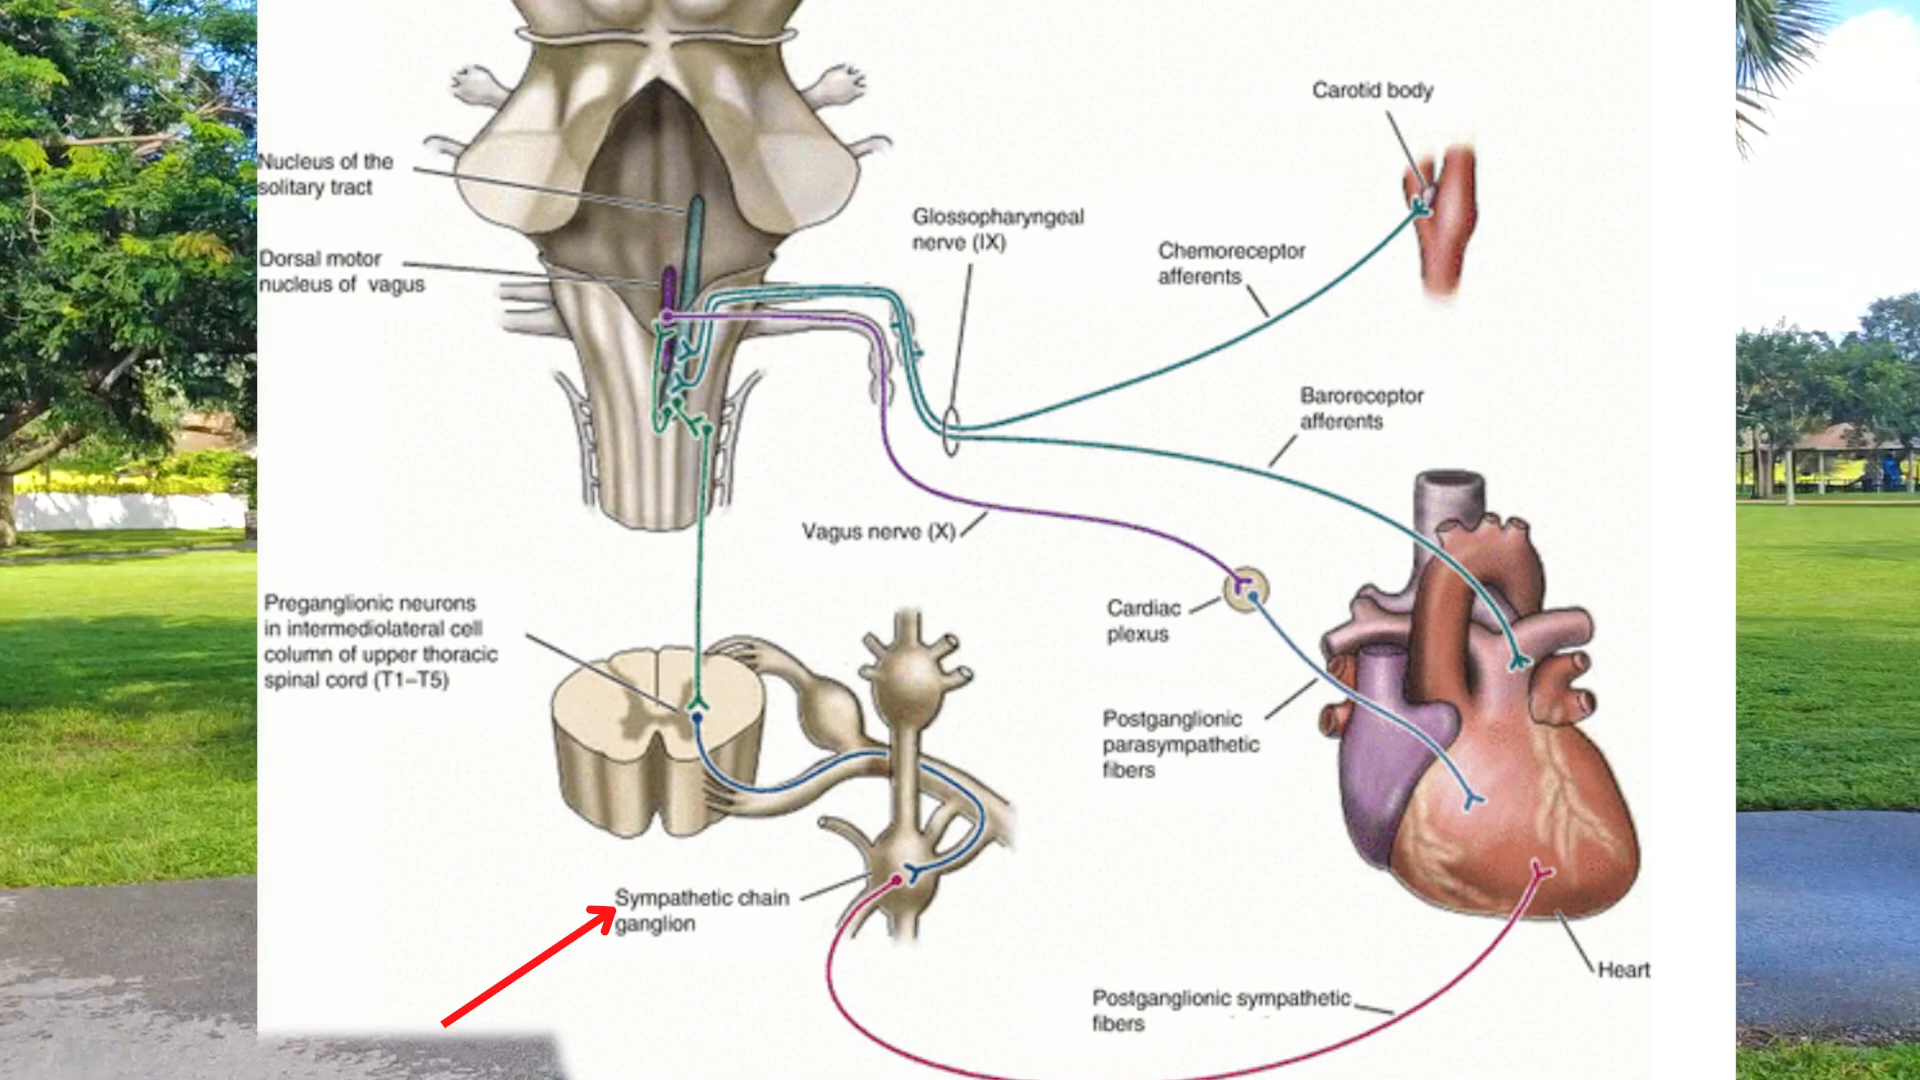 Carotid body
Nucleus of the
solitary tract
Glossopharyngeal
nerve (IX)
Chemoreceptor
afferents
Dorsal motor
nucleus of vagus
Baroreceptor
afferents
Vagus nerve (X)
Preganglionic neurons
in intermediolateral cell
column of upper thoracic
spinal cord (T1–T5)
Cardiac
plexus
Postganglionic
parasympathetic
fibers
Sympathetic chain
ganglion
Heart
Postganglionic sympathetic
fibers